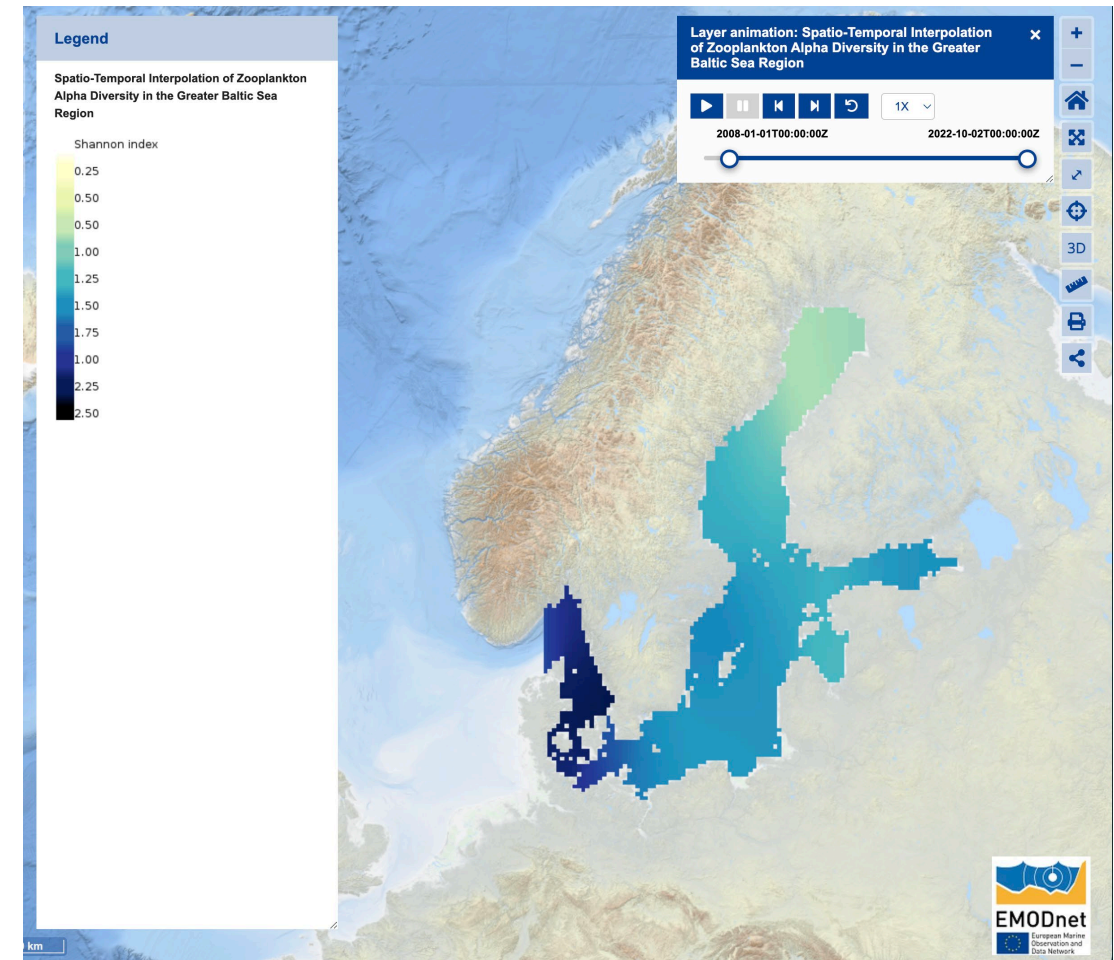 Legend
Spatio-Temporal Interpolation of Zooplankton
Alpha Diversity in the Greater Baltic Sea
Region
Shannon index
0.25
0.50
0.50
1.00
1.25
1.50
1.75
1.00
2.25
2.50
Layer animation: Spatio-Temporal Interpolation
of Zooplankton Alpha Diversity in the Greater
Baltic Sea Region
1X
2008-01-01T00:00:00Z
2022-10-02T00:00:00Z
3D
km
EMODnet
European Marine
Observation and
Data Network